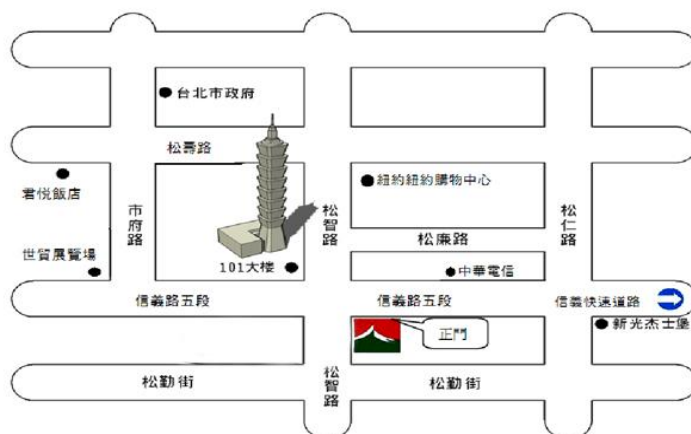 台北市政府
松壽路
君悅飯店
紐約紐約購物中心
市府路
松智路
松仁路
松廉路
世貿展覽場
101大樓
中華電信
信義路五段
信義路五段
信義快速道路
正門
新光杰士堡
松勤街
松智路
松勤街